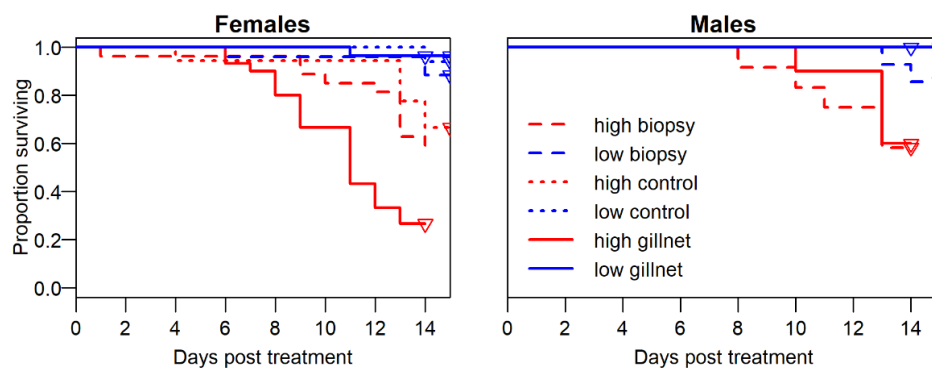 Females
Males
Proportion surviving
1.0
0.8
0.6
0.4
0.2
0.0
0 2 4 6 8 10 12 14
Days post treatment
high biopsy
low biopsy
high control
low control
high gillnet
low gillnet
0 2 4 6 8 10 12 14
Days post treatment